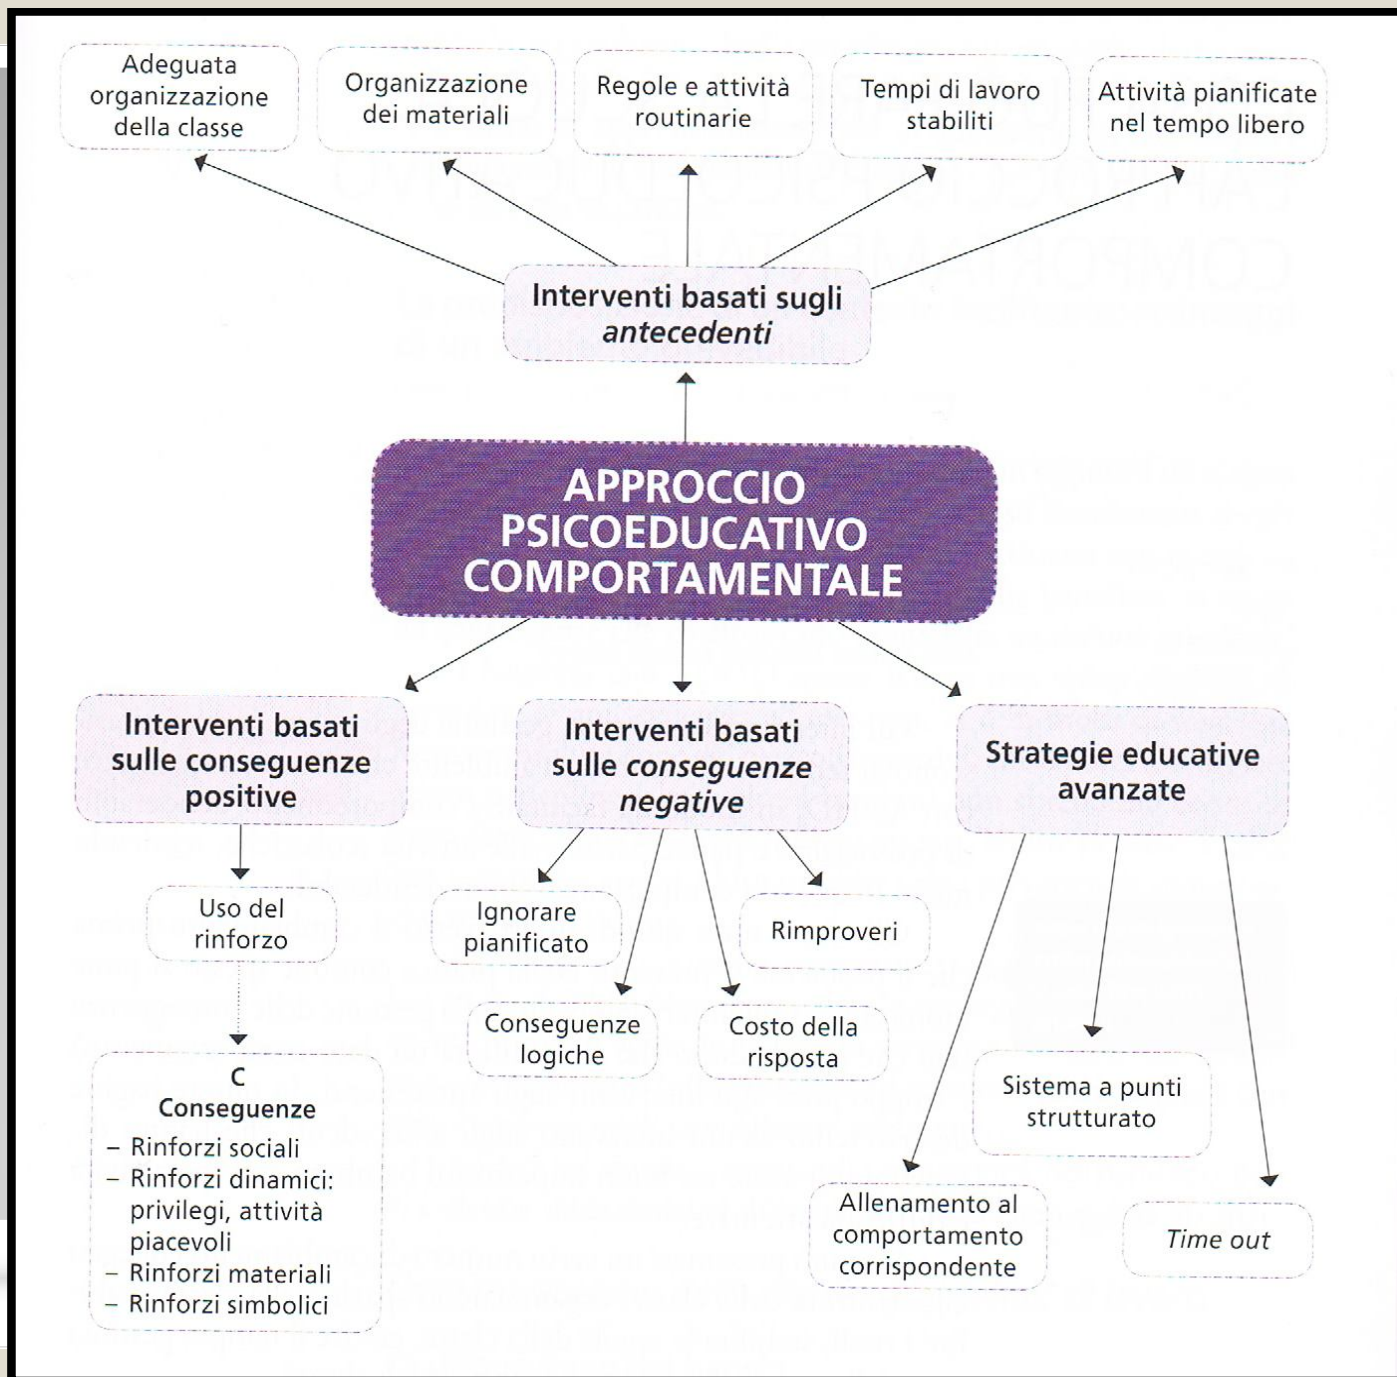 Adeguata
organizzazione
della classe
Organizzazione
dei materiali
Regole e attività
routinarie
Tempi di lavoro
stabiliti
Attività pianificate
nel tempo libero
Interventi basati sugli
antecedenti
APPROCCIO
PSICOEDUCATIVO
COMPORTAMENTALE
Interventi basati
sulle conseguenze
positive
Interventi basati
sulle conseguenze
negative
Strategie educative
avanzate
Uso del
rinforzo
Ignorare
pianificato
Rimproveri
Conseguenze
logiche
Costo della
risposta
C
Conseguenze
– Rinforzi sociali
– Rinforzi dinamici:
privilegi, attività
piacevoli
– Rinforzi materiali
– Rinforzi simbolici
Sistema a punti
strutturato
Allenamento al
comportamento
corrispondente
Time out